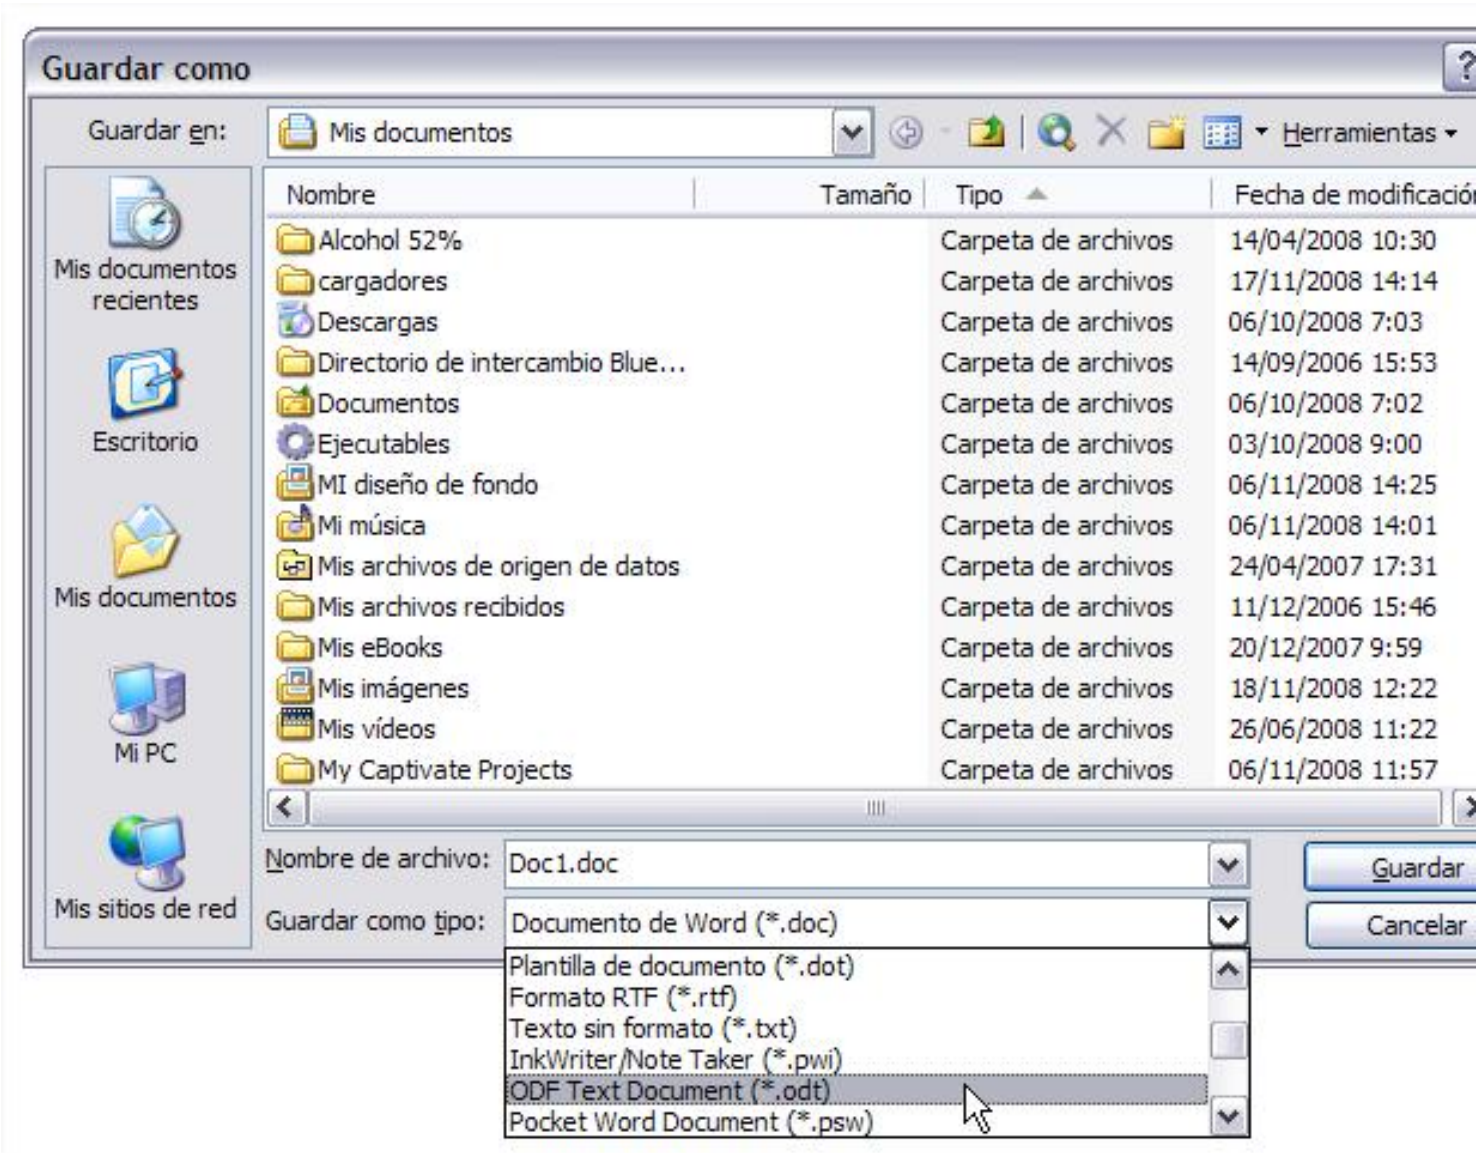 Guardar como
?
Guardar en: Mis documentos Herramientas
Nombre Tamaño Tipo Fecha de modificación
Alcohol 52% Carpeta de archivos 14/04/2008 10:30
cargadores Carpeta de archivos 17/11/2008 14:14
Descargas Carpeta de archivos 06/10/2008 7:03
Directorio de intercambio Blue... Carpeta de archivos 14/09/2006 15:53
Documentos Carpeta de archivos 06/10/2008 7:02
Ejecutables Carpeta de archivos 03/10/2008 9:00
MI diseño de fondo Carpeta de archivos 06/11/2008 14:25
Mi música Carpeta de archivos 06/11/2008 14:01
Mis archivos de origen de datos Carpeta de archivos 24/04/2007 17:31
Mis archivos recibidos Carpeta de archivos 11/12/2006 15:46
Mis eBooks Carpeta de archivos 20/12/2007 9:59
Mis imágenes Carpeta de archivos 18/11/2008 12:22
Mis vídeos Carpeta de archivos 26/06/2008 11:22
My Captivate Projects Carpeta de archivos 06/11/2008 11:57
Mis documentos
recientes
Escritorio
Mis documentos
Mi PC
Mis sitios de red
Nombre de archivo: Doc1.doc Guardar
Guardar como tipo: Documento de Word (*.doc) Cancelar
Plantilla de documento (*.dot)
Formato RTF (*.rtf)
Texto sin formato (*.txt)
InkWriter/Note Taker (*.pwi)
ODF Text Document (*.odt)
Pocket Word Document (*.psw)